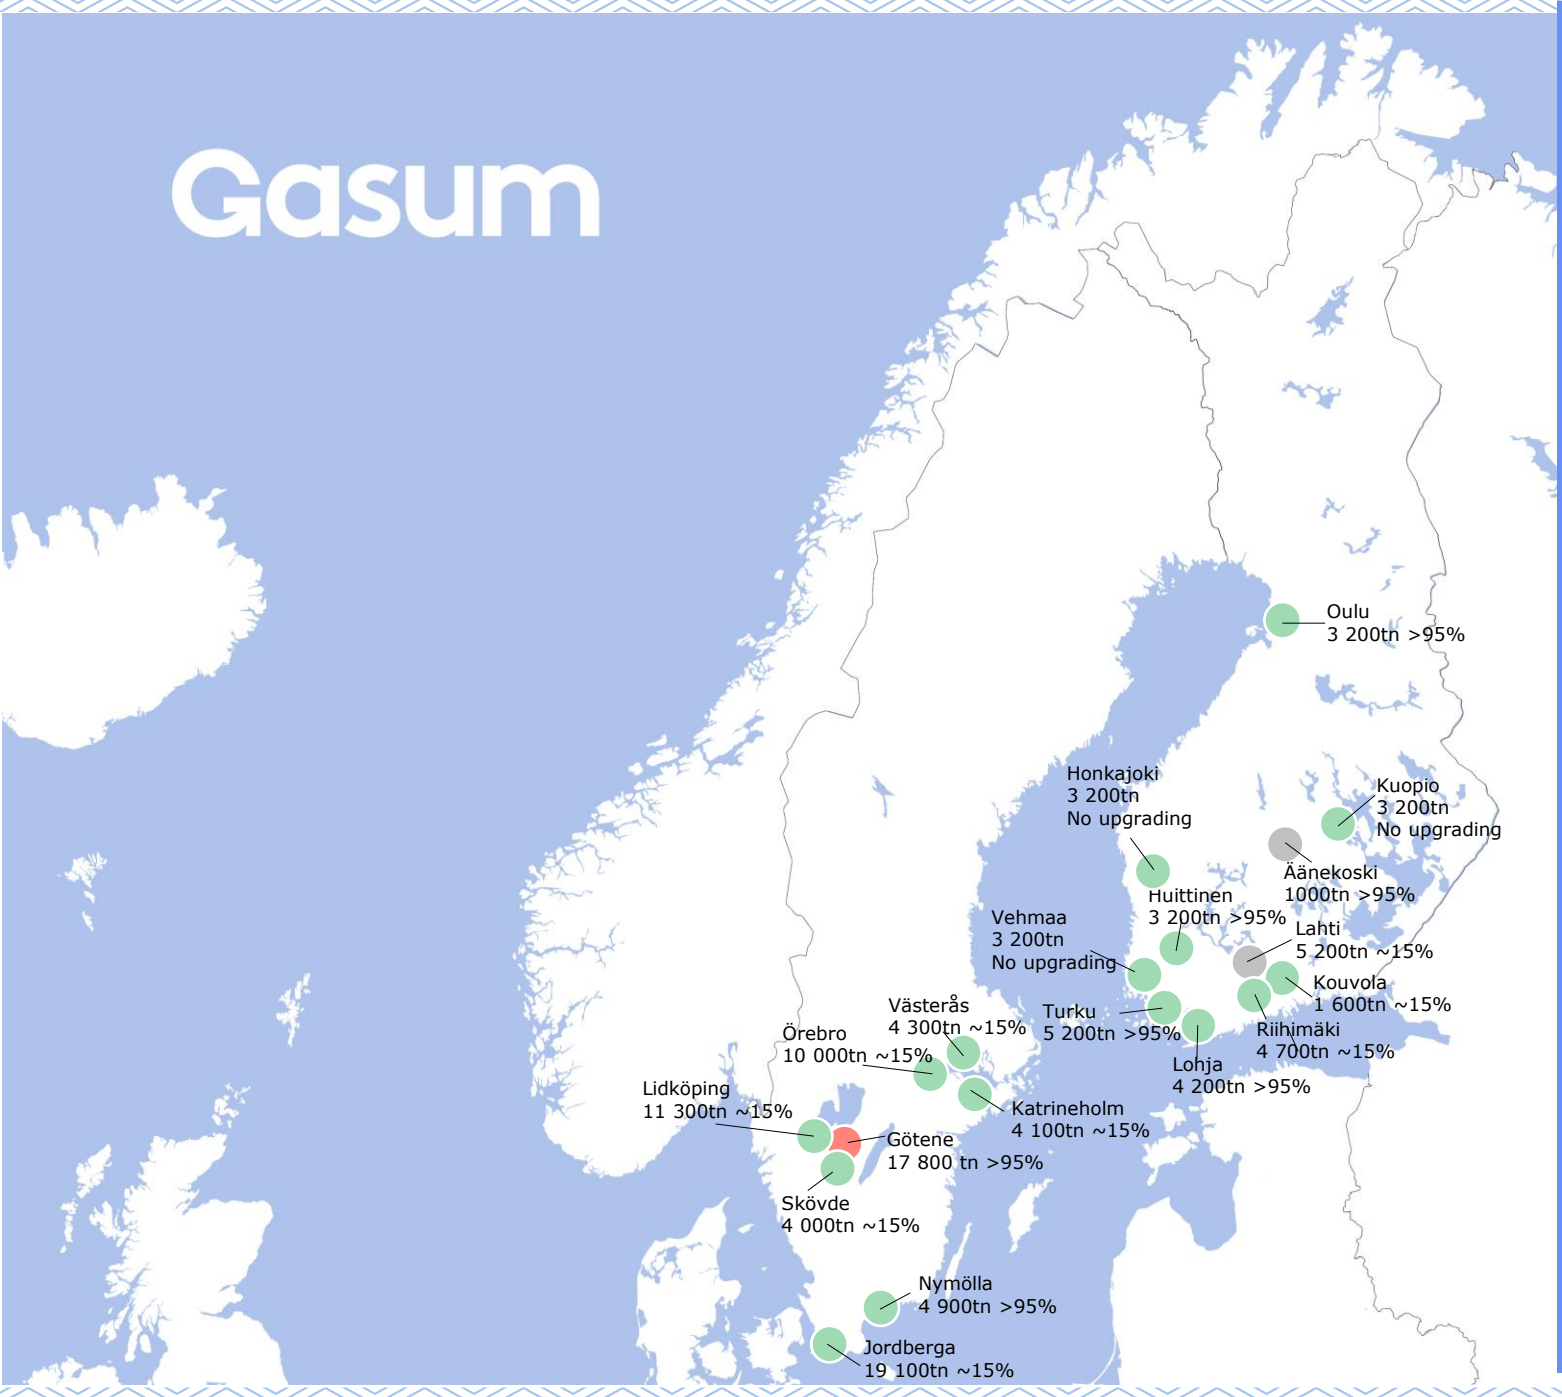 Gasum
Oulu
3 200tn >95%
Honkajoki
3 200tn
No upgrading
Kuopio
3 200tn
No upgrading
Äänekoski
1000tn >95%
Huittinen
3 200tn >95%
Vehmaa
3 200tn
No upgrading
Lahti
5 200tn ~15%
Kouvola
1 600tn ~15%
Västerås
4 300tn ~15%
Turku
5 200tn >95%
Riihimäki
4 700tn ~15%
Örebro
10 000tn ~15%
Lohja
4 200tn >95%
Lidköping
11 300tn ~15%
Katrineholm
4 100tn ~15%
Götene
17 800 tn >95%
Skövde
4 000tn ~15%
Nymölla
4 900tn >95%
Jordberga
19 100tn ~15%